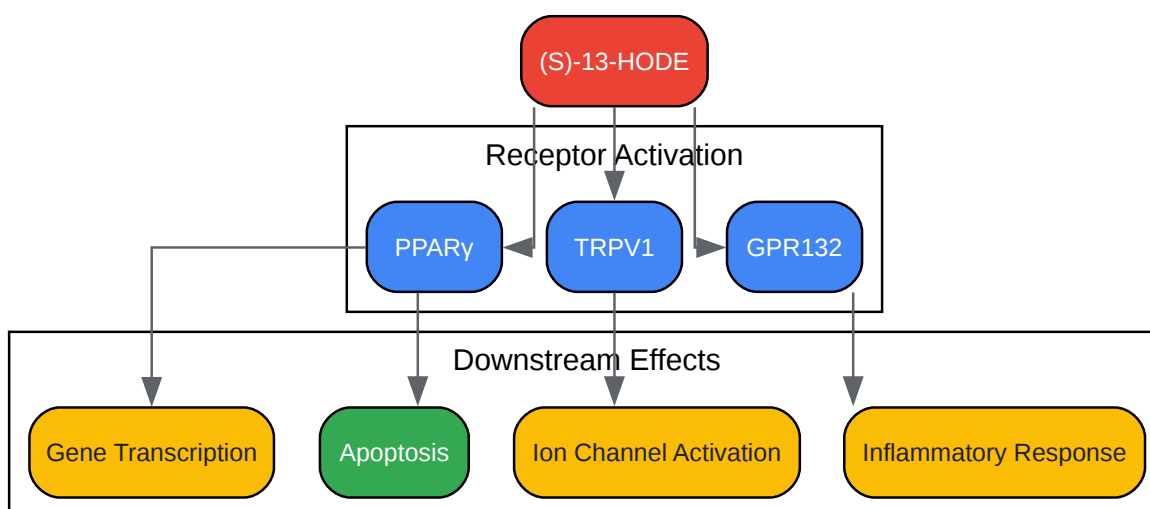 (S)-13-HODE
Receptor Activation
PPARγ
TRPV1
GPR132
Downstream Effects
Gene Transcription
Apoptosis
Ion Channel Activation
Inflammatory Response